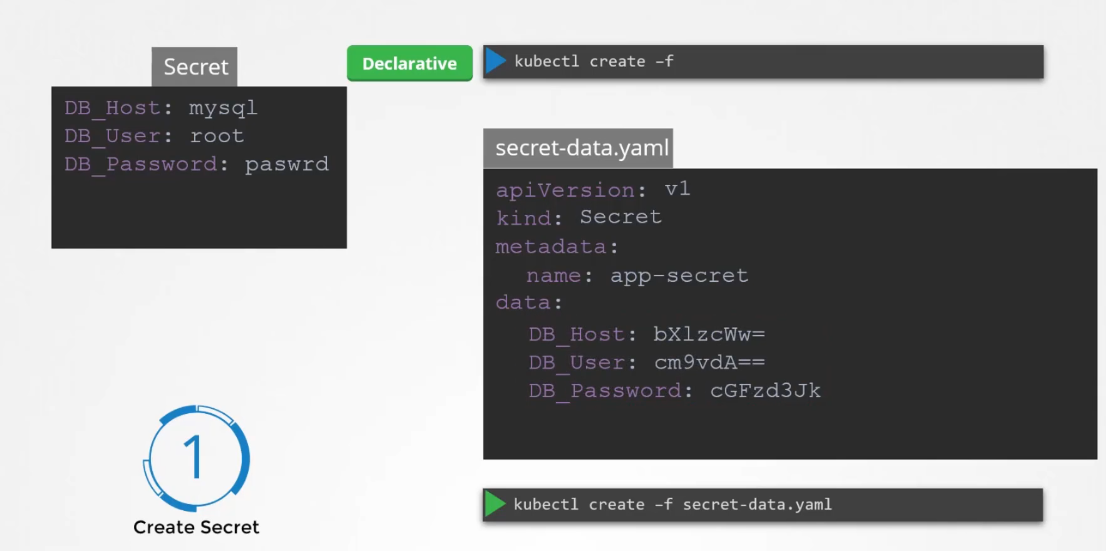 Secret
DB_Host: mysql
DB_User: root
DB_Password: paswrd
Declarative
kubectl create –f
secret-data.yaml
apiVersion: v1
kind: Secret
metadata:
name: app-secret
data:
DB_Host: bXlzcWw=
DB_User: cm9vdA==
DB_Password: cGFzd3Jk
1
Create Secret
kubectl create –f secret-data.yaml